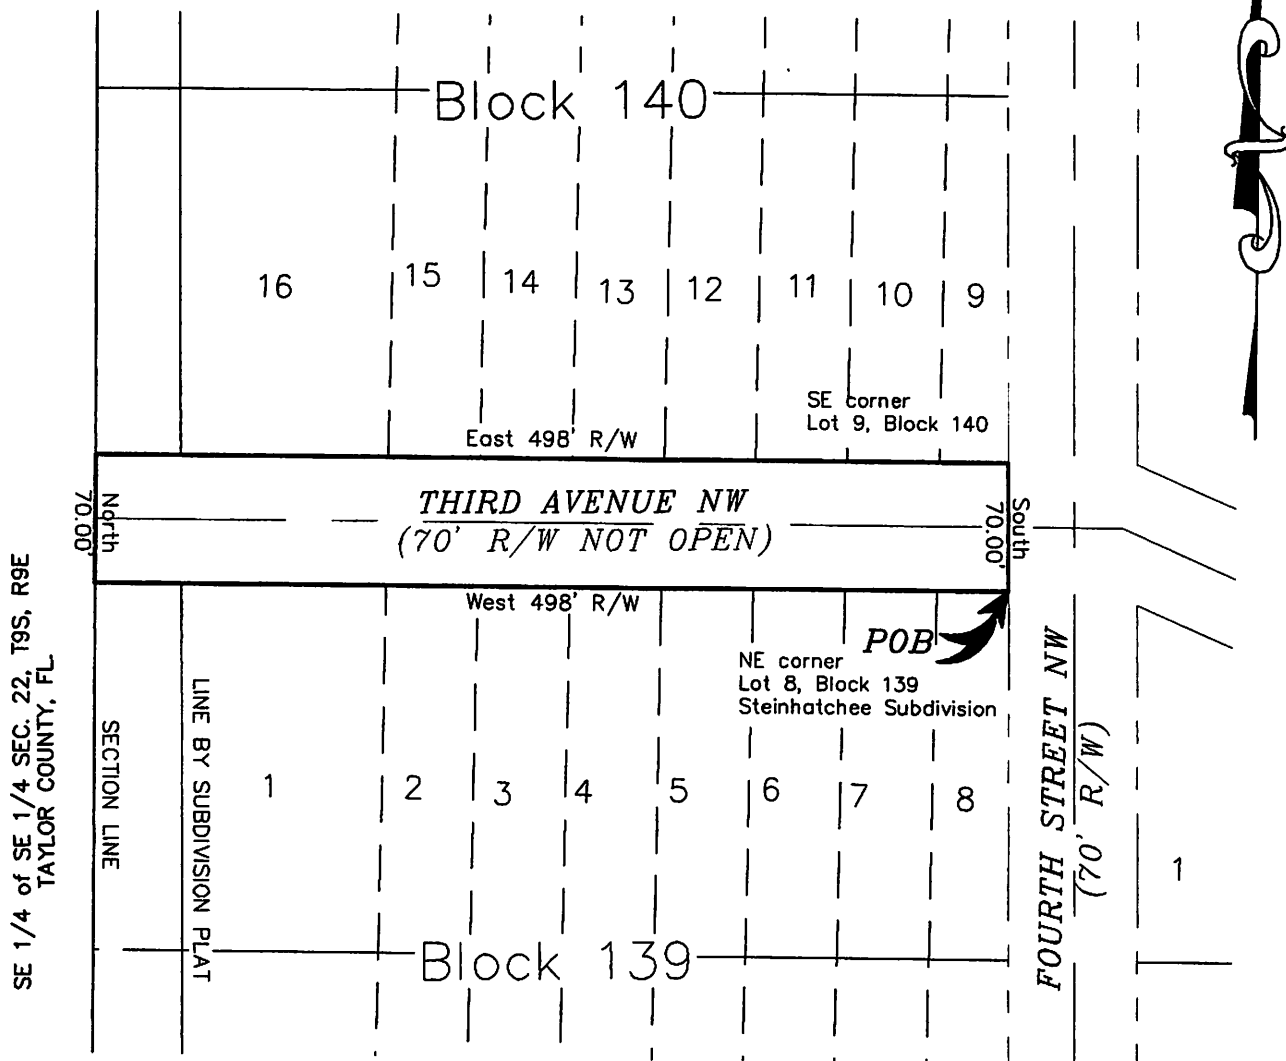 Block 140
16
15
14
13
12
11
10
9
SE corner
Lot 9, Block 140
East 498' R/W
North
70.00'
THIRD AVENUE NW
(70' R/W NOT OPEN)
South
70.00'
West 498' R/W
POB
NE corner
Lot 8, Block 139
Steinhatchee Subdivision
SE 1/4 of SE 1/4 SEC. 22, T9S, R9E
TAYLOR COUNTY, FL.
SECTION LINE
LINE BY SUBDIVISION PLAT
1
2
3
4
5
6
7
8
FOURTH STREET NW
(70' R/W)
1
Block 139